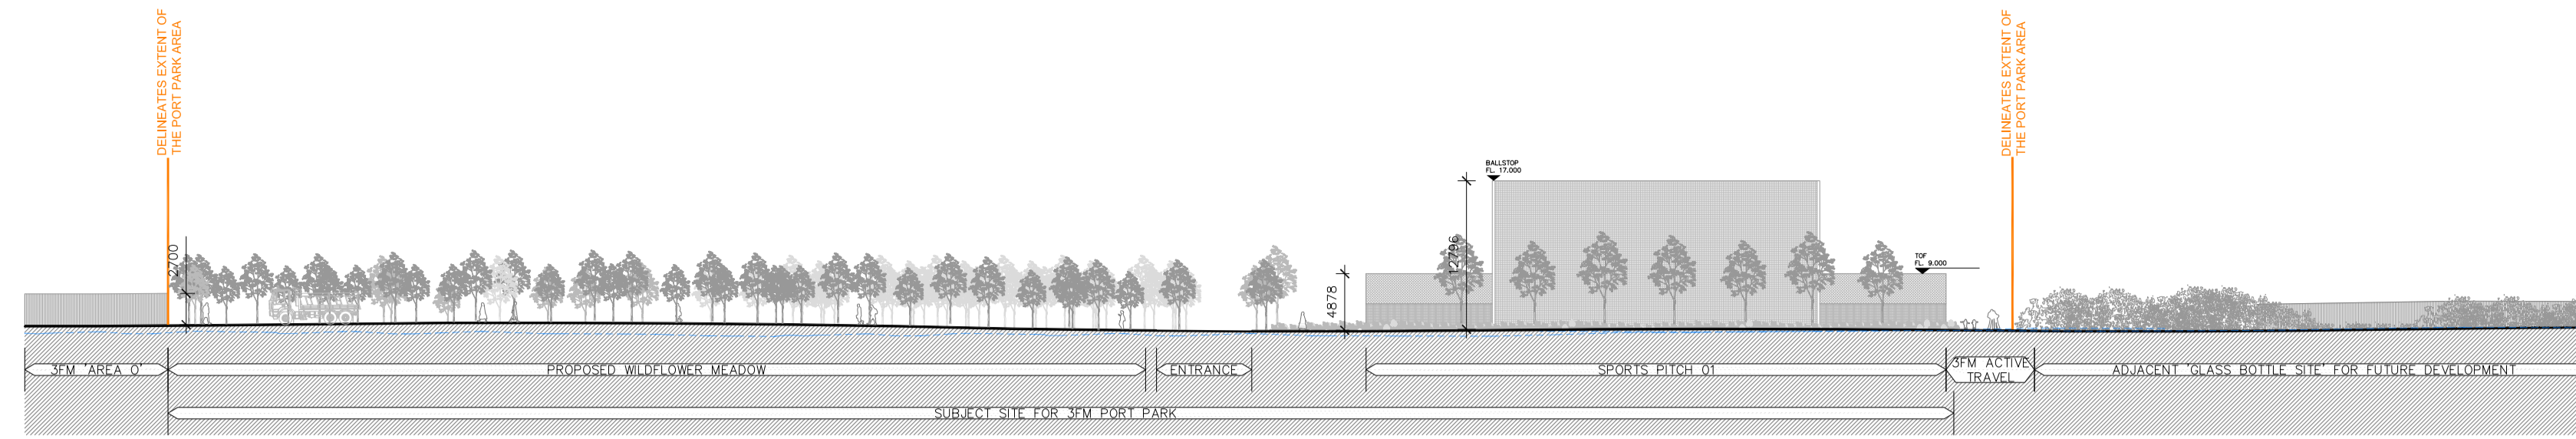 DELINEATES EXTENT OF
THE PORT PARK AREA
DELINEATES EXTENT OF
THE PORT PARK AREA
BALLSTOP
FL. 17.000
2700
12796
TOF
FL. 9.000
4878
3FM 'AREA O'
PROPOSED WILDFLOWER MEADOW
ENTRANCE
SPORTS PITCH 01
3FM ACTIVE
TRAVEL
ADJACENT 'GLASS BOTTLE SITE' FOR FUTURE DEVELOPMENT
SUBJECT SITE FOR 3FM PORT PARK